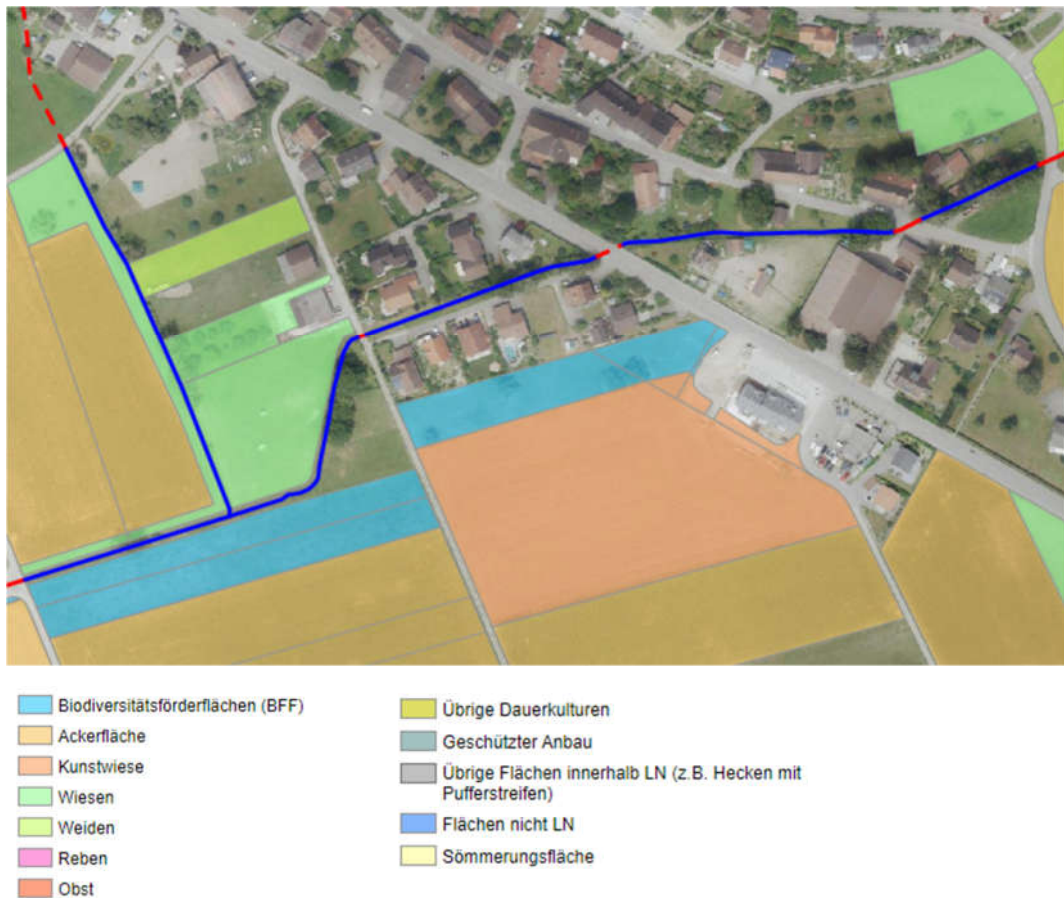 Biodiversitätsförderflächen (BFF)
Ackerfläche
Kunstwiese
Wiesen
Weiden
Reben
Obst
Übrige Dauerkulturen
Geschützter Anbau
Übrige Flächen innerhalb LN (z.B. Hecken mit
Pufferstreifen)
Flächen nicht LN
Sömmerungsfläche